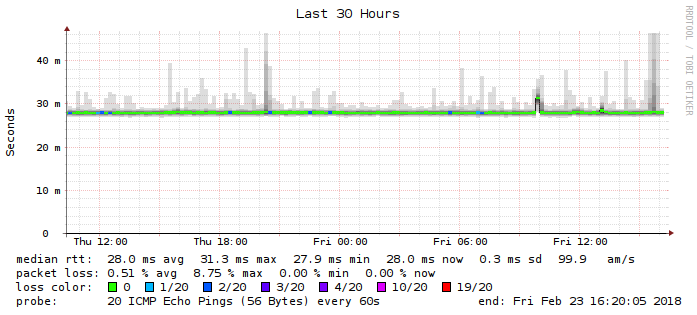 Last 30 Hours
RRDTOOL / TOBI OETIKER
Seconds
40 m
30 m
20 m
10 m
0
Thu 12:00 Thu 18:00 Fri 00:00 Fri 06:00 Fri 12:00
median rtt: 28.0 ms avg 31.3 ms max 27.9 ms min 28.0 ms now 0.3 ms sd 99.9 am/s
packet loss: 0.51 % avg 8.75 % max 0.00 % min 0.00 % now
loss color: 0 1/20 2/20 3/20 4/20 10/20 19/20
probe: 20 ICMP Echo Pings (56 Bytes) every 60s end: Fri Feb 23 16:20:05 2018